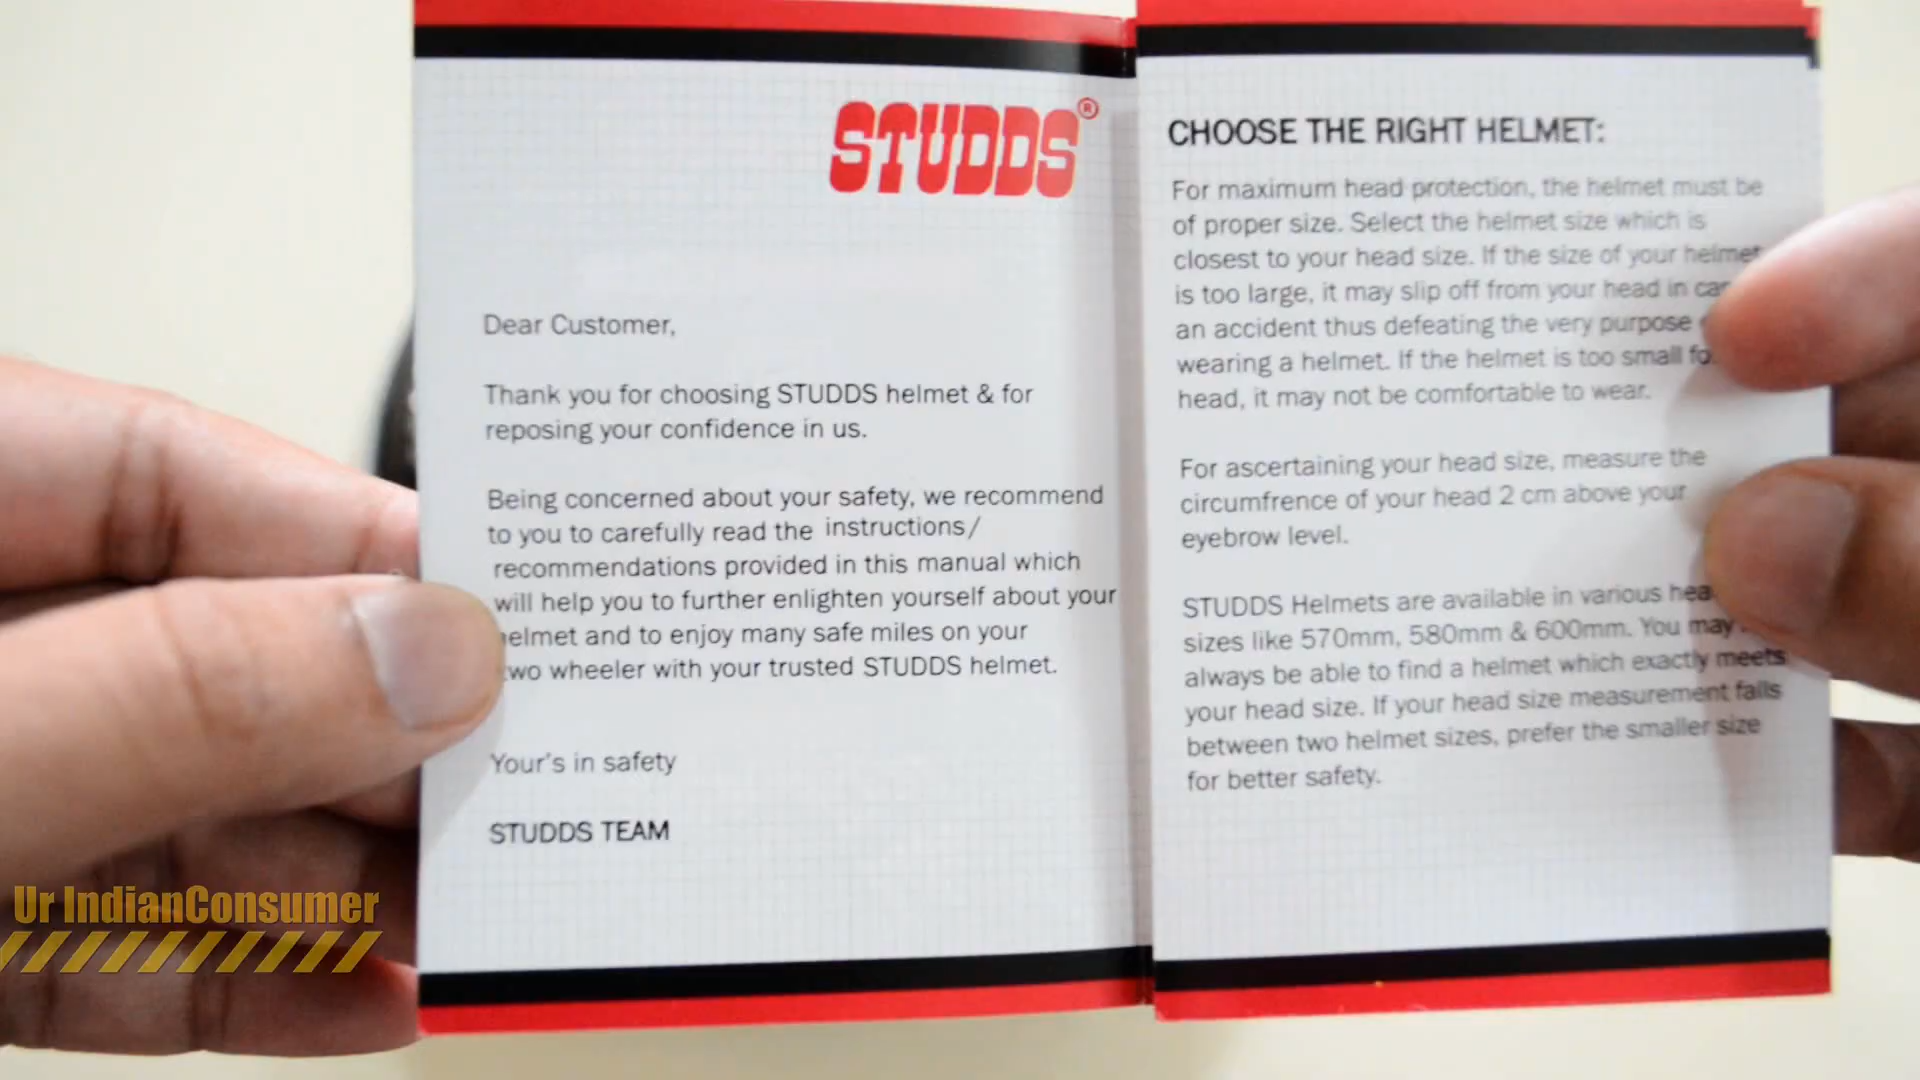 STUDDS®
Dear Customer,
Thank you for choosing STUDDS helmet & for
reposing your confidence in us.
Being concerned about your safety, we recommend
to you to carefully read the instructions/
recommendations provided in this manual which
will help you to further enlighten yourself about your
elmet and to enjoy many safe miles on your
wo wheeler with your trusted STUDDS helmet.
Your's in safety
STUDDS TEAM
CHOOSE THE RIGHT HELMET:
For maximum head protection, the helmet must be
of proper size. Select the helmet size which is
closest to your head size. If the size of your helmet
is too large, it may slip off from your head in
an accident thus defeating the very purpose
wearing a helmet. If the helmet is too small
head, it may not be comfortable to wear.
For ascertaining your head size, measure the
circumfrence of your head 2 cm above your
eyebrow level.
STUDDS Helmets are available in various
sizes like 570mm, 580mm & 600mm. You may
always be able to find a helmet which exactly meets
your head size. If your head size measurement falls
between two helmet sizes, prefer the smaller size
for better safety.
Ur IndianConsumer